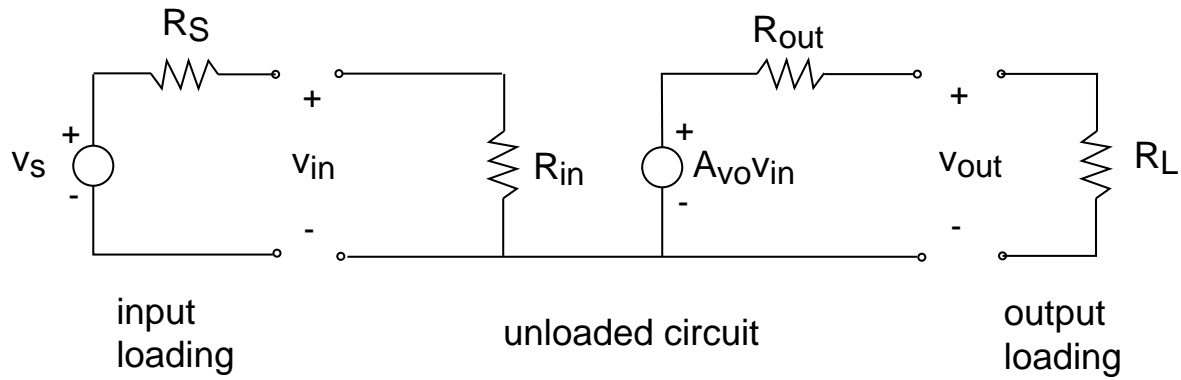 RS
Rout
+
+
+
+
vs
vin
Rin
Avovin
vout
RL
-
-
-
-
input
loading
unloaded circuit
output
loading